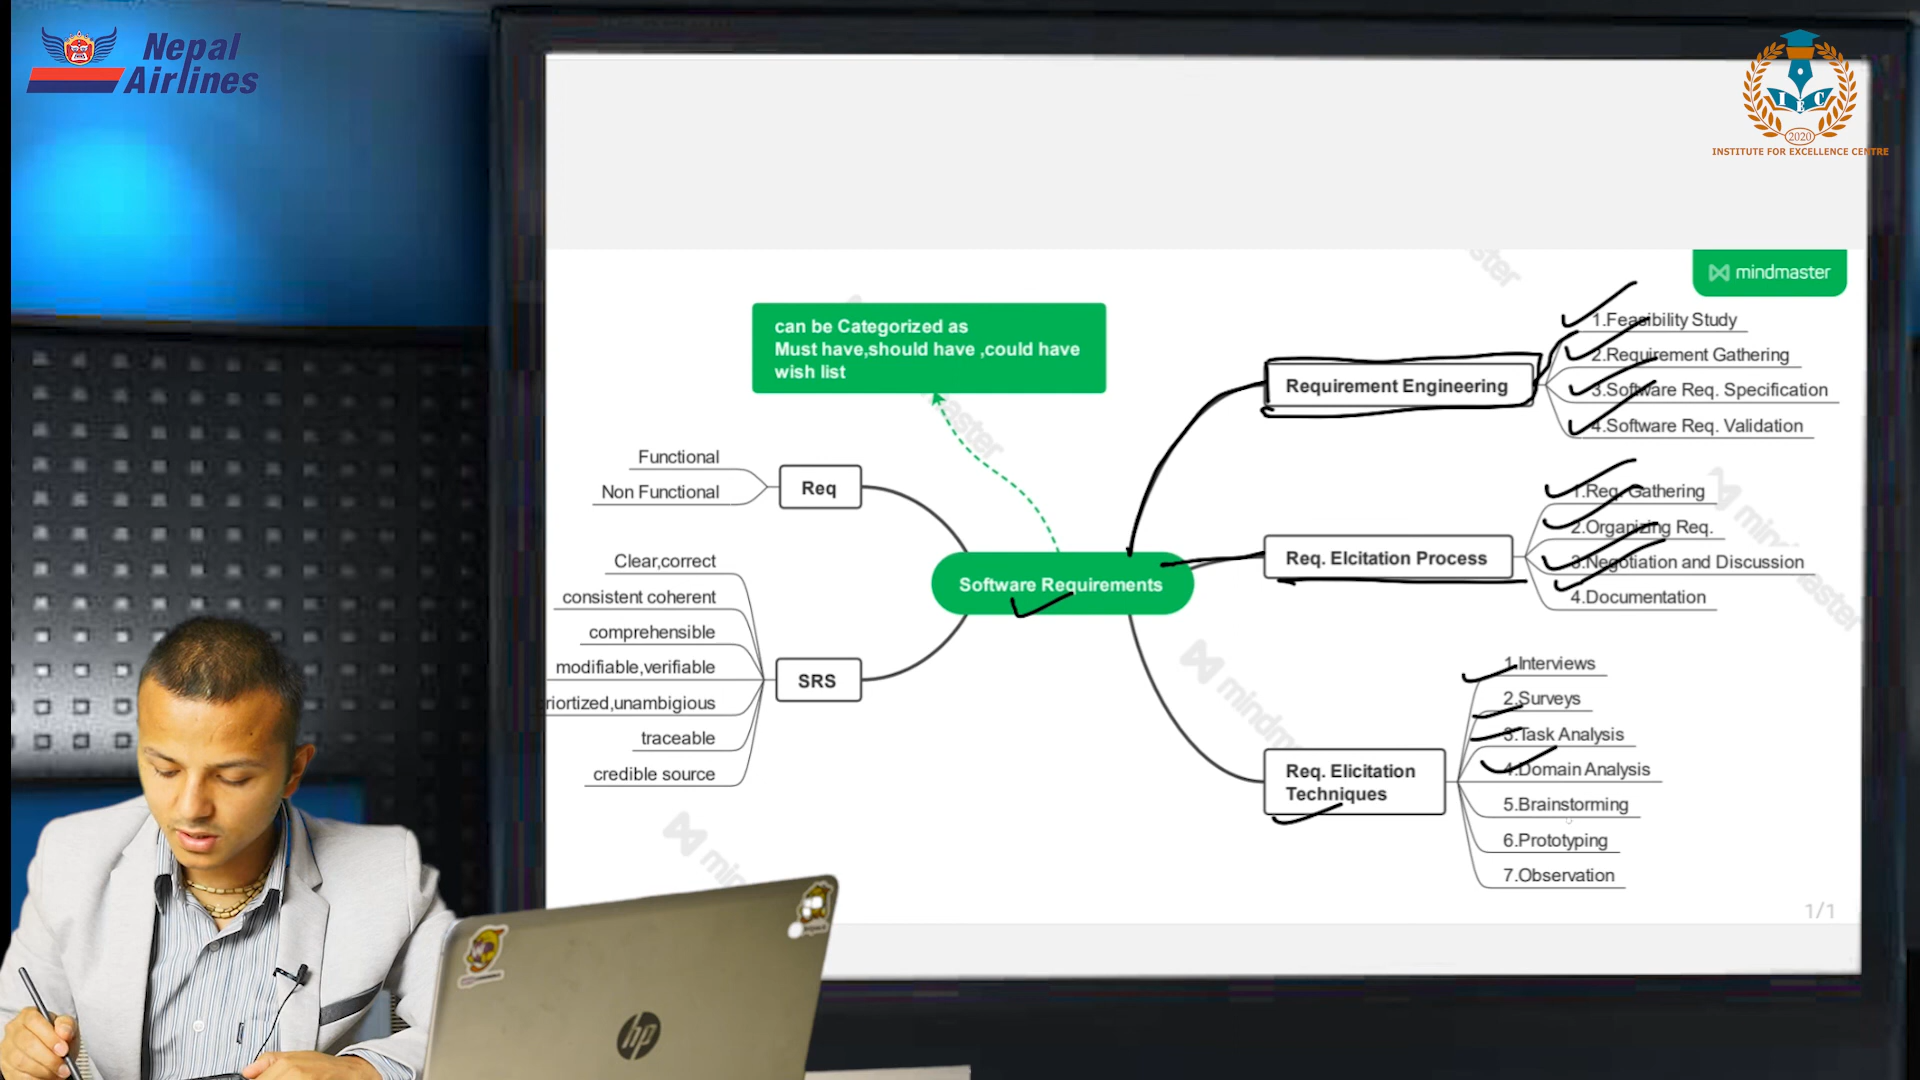 Nepal
Airlines
IEC
2020
INSTITUTE FOR EXCELLENCE CENTRE
mindmaster
can be Categorized as
Must have,should have ,could have
wish list
Functional
Non Functional
Req
Clear,correct
consistent coherent
comprehensible
modifiable,verifiable
riortized,unambigious
traceable
credible source
SRS
Software Requirements
Requirement Engineering
1.Feasibility Study
2.Requirement Gathering
3.Software Req. Specification
4.Software Req. Validation
Req. Elcitation Process
1.Req. Gathering
2.Organizing Req.
3.Negotiation and Discussion
4.Documentation
Req. Elicitation
Techniques
1.Interviews
2.Surveys
3.Task Analysis
4.Domain Analysis
5.Brainstorming
6.Prototyping
7.Observation
1/1
hp